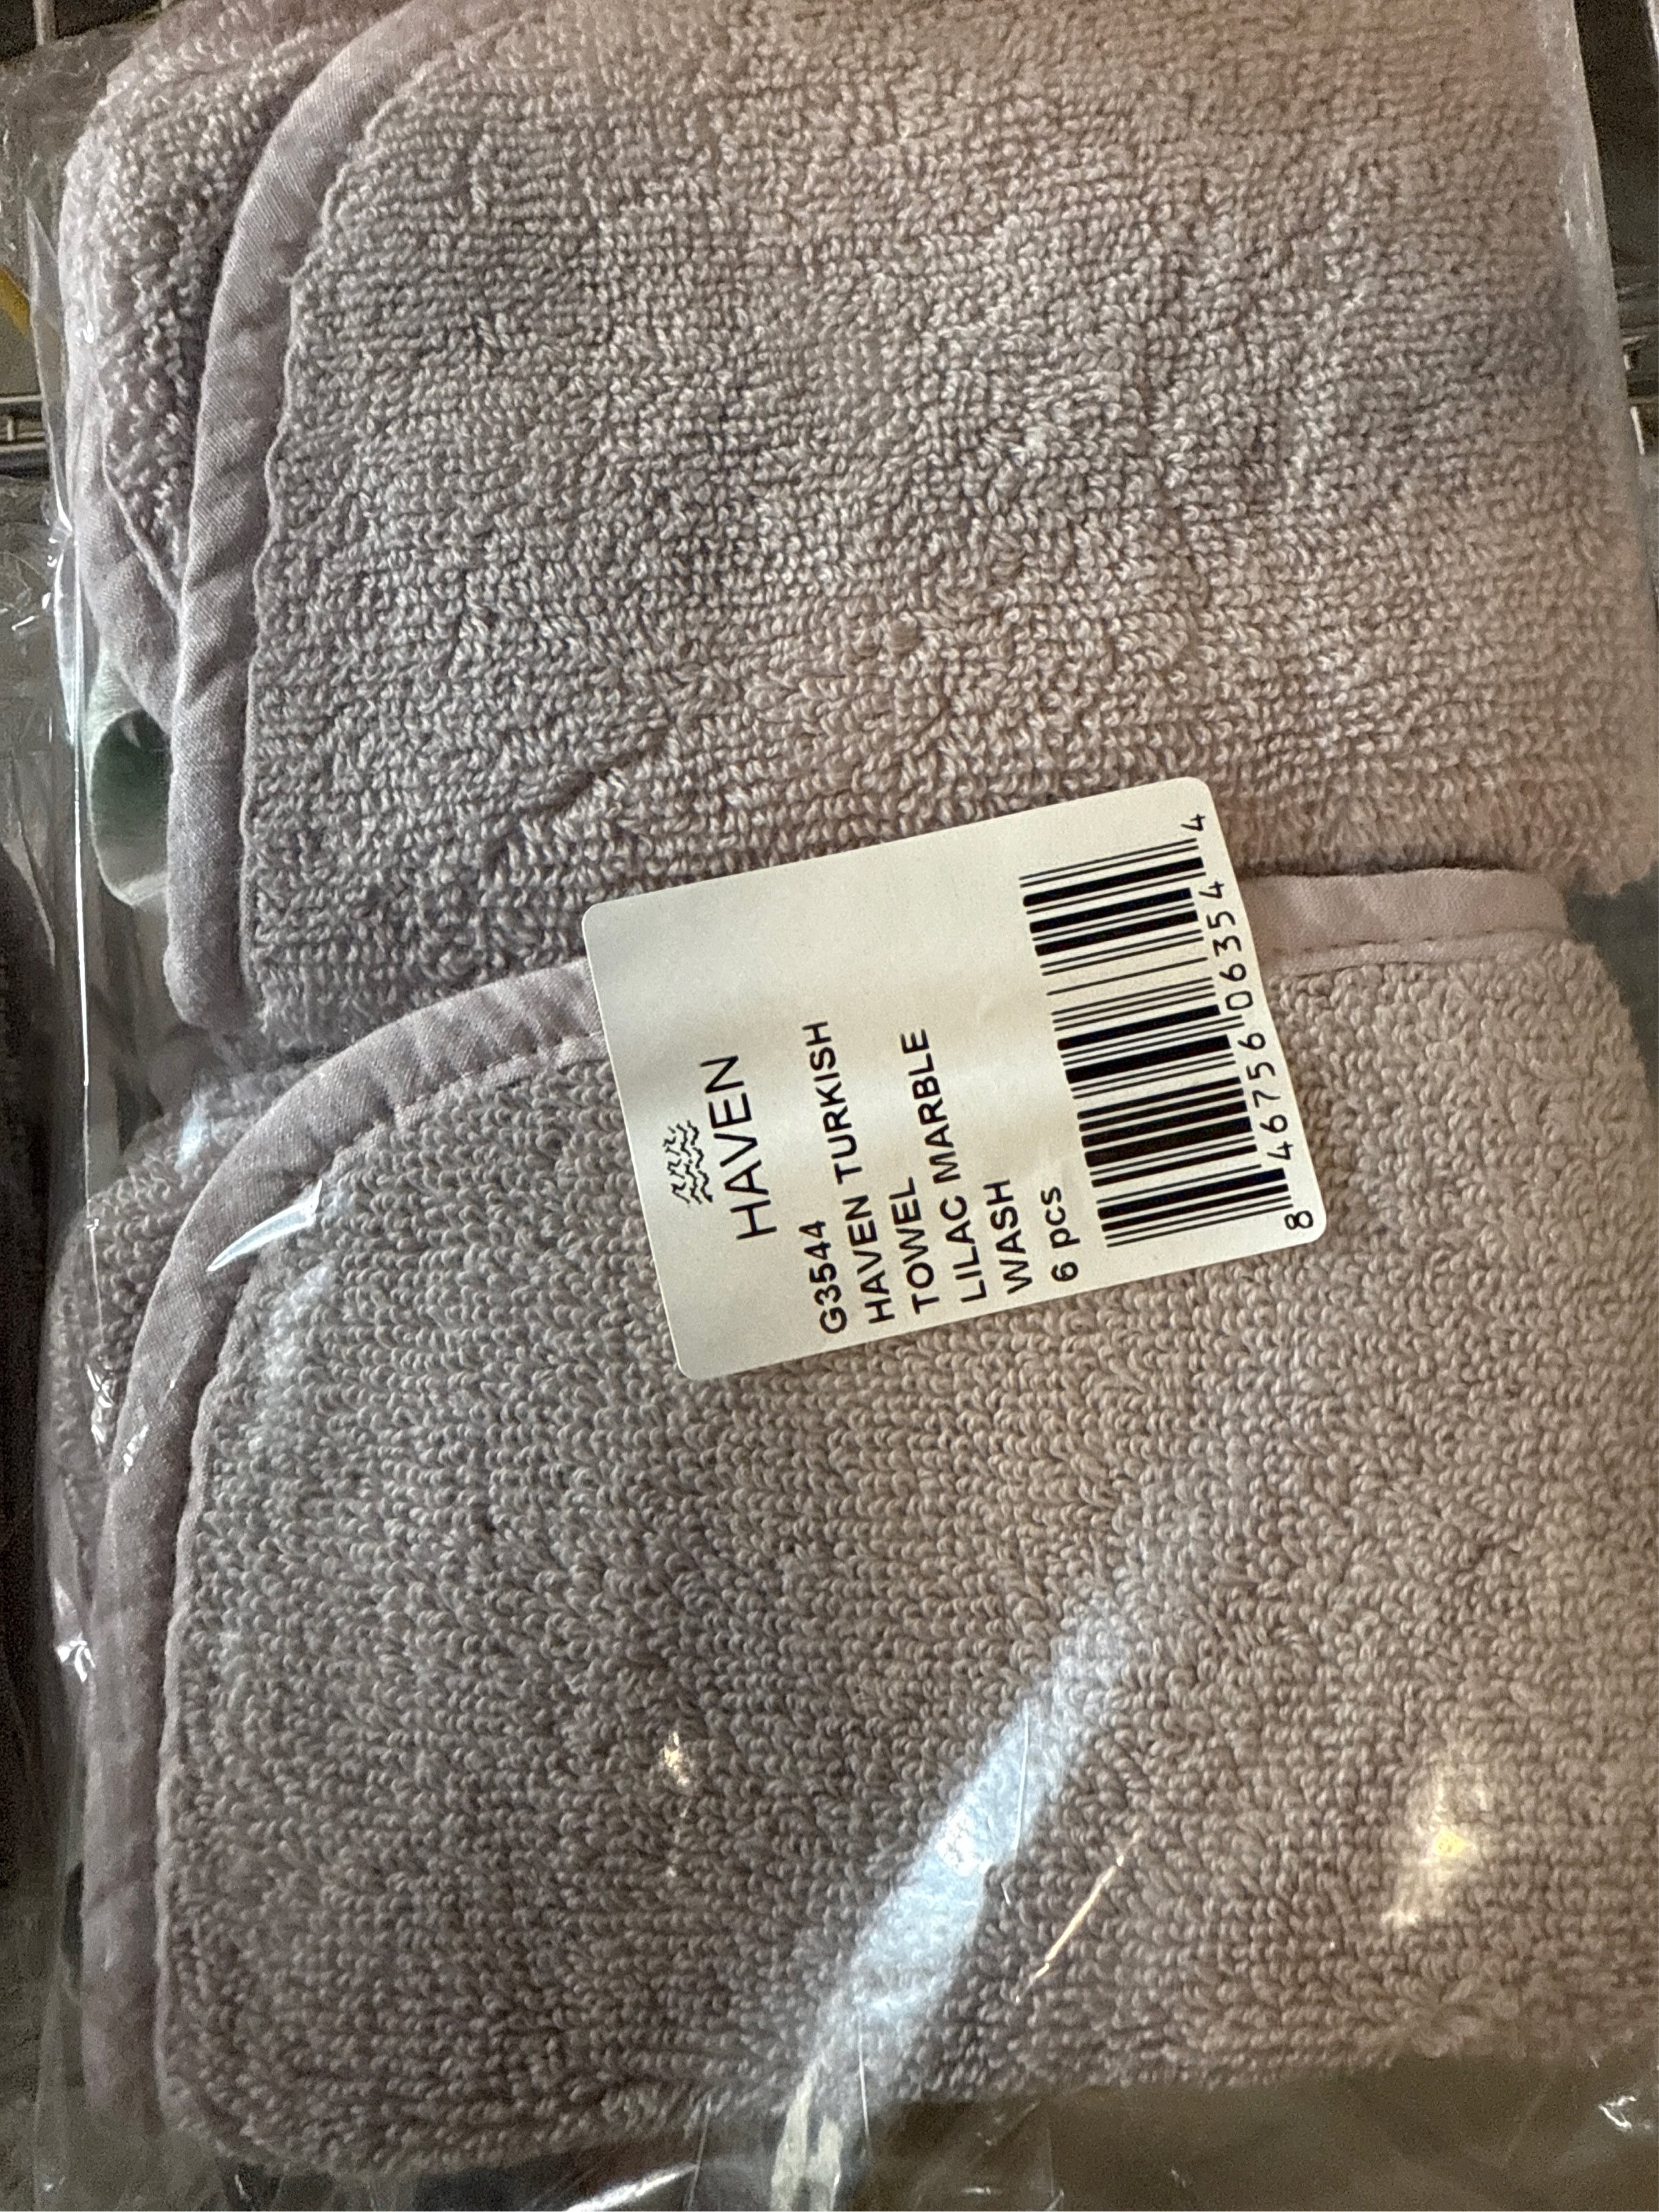 HAVEN
G3544
HAVEN TURKISH
TOWEL
LILAC MARBLE
WASH
6 pcs
8 46756 06354 4